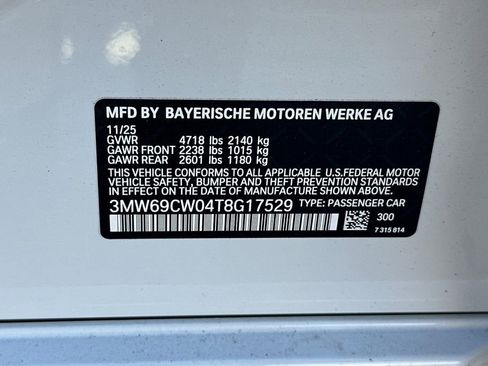 MFD BY BAYERISCHE MOTOREN WERKE AG
11/25
GVWR 4718 lbs 2140 kg
GAWR FRONT 2238 lbs 1015 kg
GAWR REAR 2601 lbs 1180 kg
THIS VEHICLE CONFORMS TO ALL APPLICABLE U.S.FEDERAL MOTOR
VEHICLE SAFETY, BUMPER AND THEFT PREVENTION STANDARDS
IN EFFECT ON THE DATE OF MANUFACTURE SHOWN ABOVE.
3MW69CW04T8G17529 TYPE: PASSENGER CAR
300
7 315 814